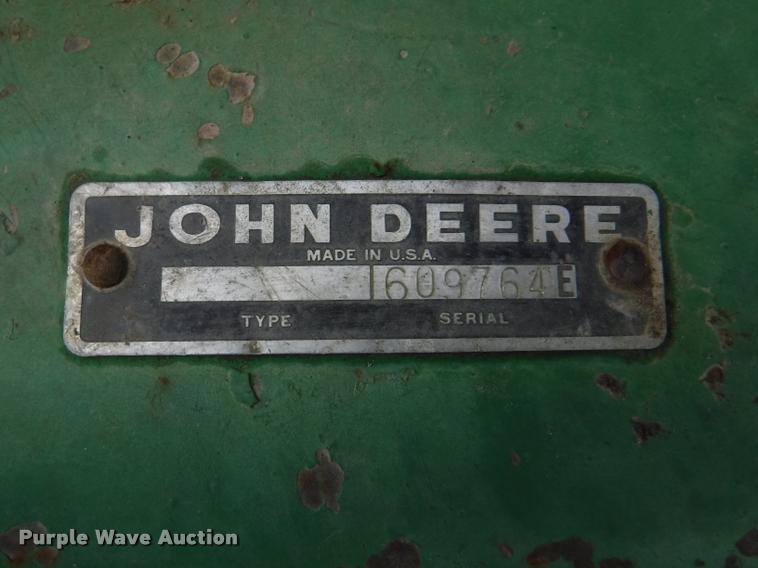 JOHN DEERE
MADE IN U.S.A.
609764E
TYPE SERIAL
Purple Wave Auction